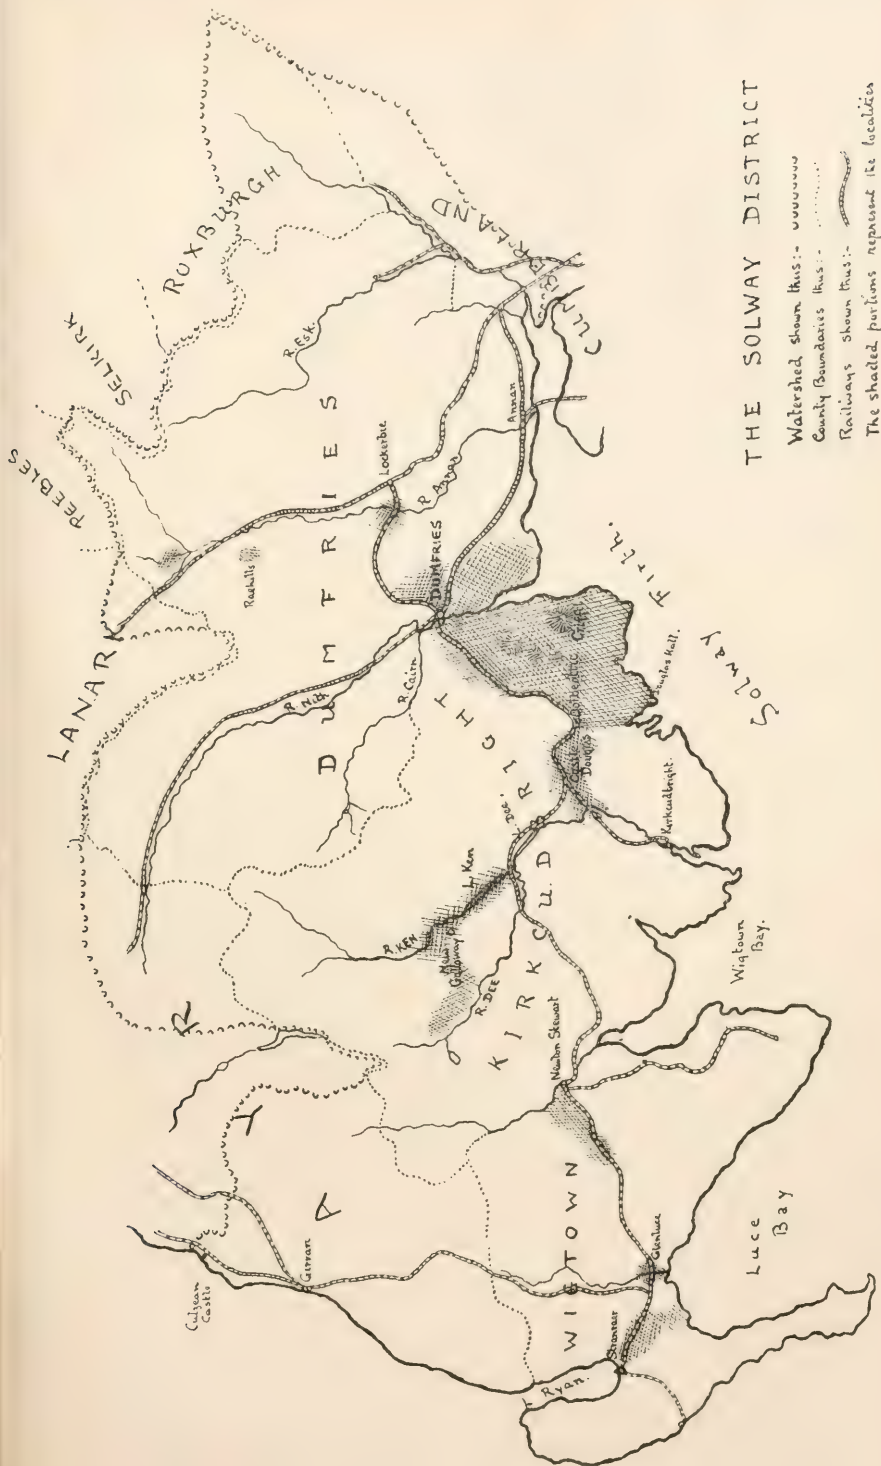 THE SOLWAY DISTRICT
Watershed shown thus:-
County Boundaries thus:-
Railways shown thus:-
The shaded portions represent the localities
PEEBLES
SELKIRK
ROXBURGH
LANARK
CUMBERLAND
DUMFRIES
R. Esk.
Lockerbie
R. Annan
Annan
Raehills
DUMFRIES
R. Nith
R. Cairn
KIRKCUDBRIGHT
Criffel
Douglas Hall.
Solway Firth.
Castle
Douglas
'DEE'
Kirkcudbright.
L. Ken
R. KEN
New
Galloway
R. DEE
Newton Stewart
Wigtown
Bay.
AYR
WIGTOWN
Culzean
Castle
Girvan
Glenluce
Luce
Bay
Stranraer
L. Ryan.